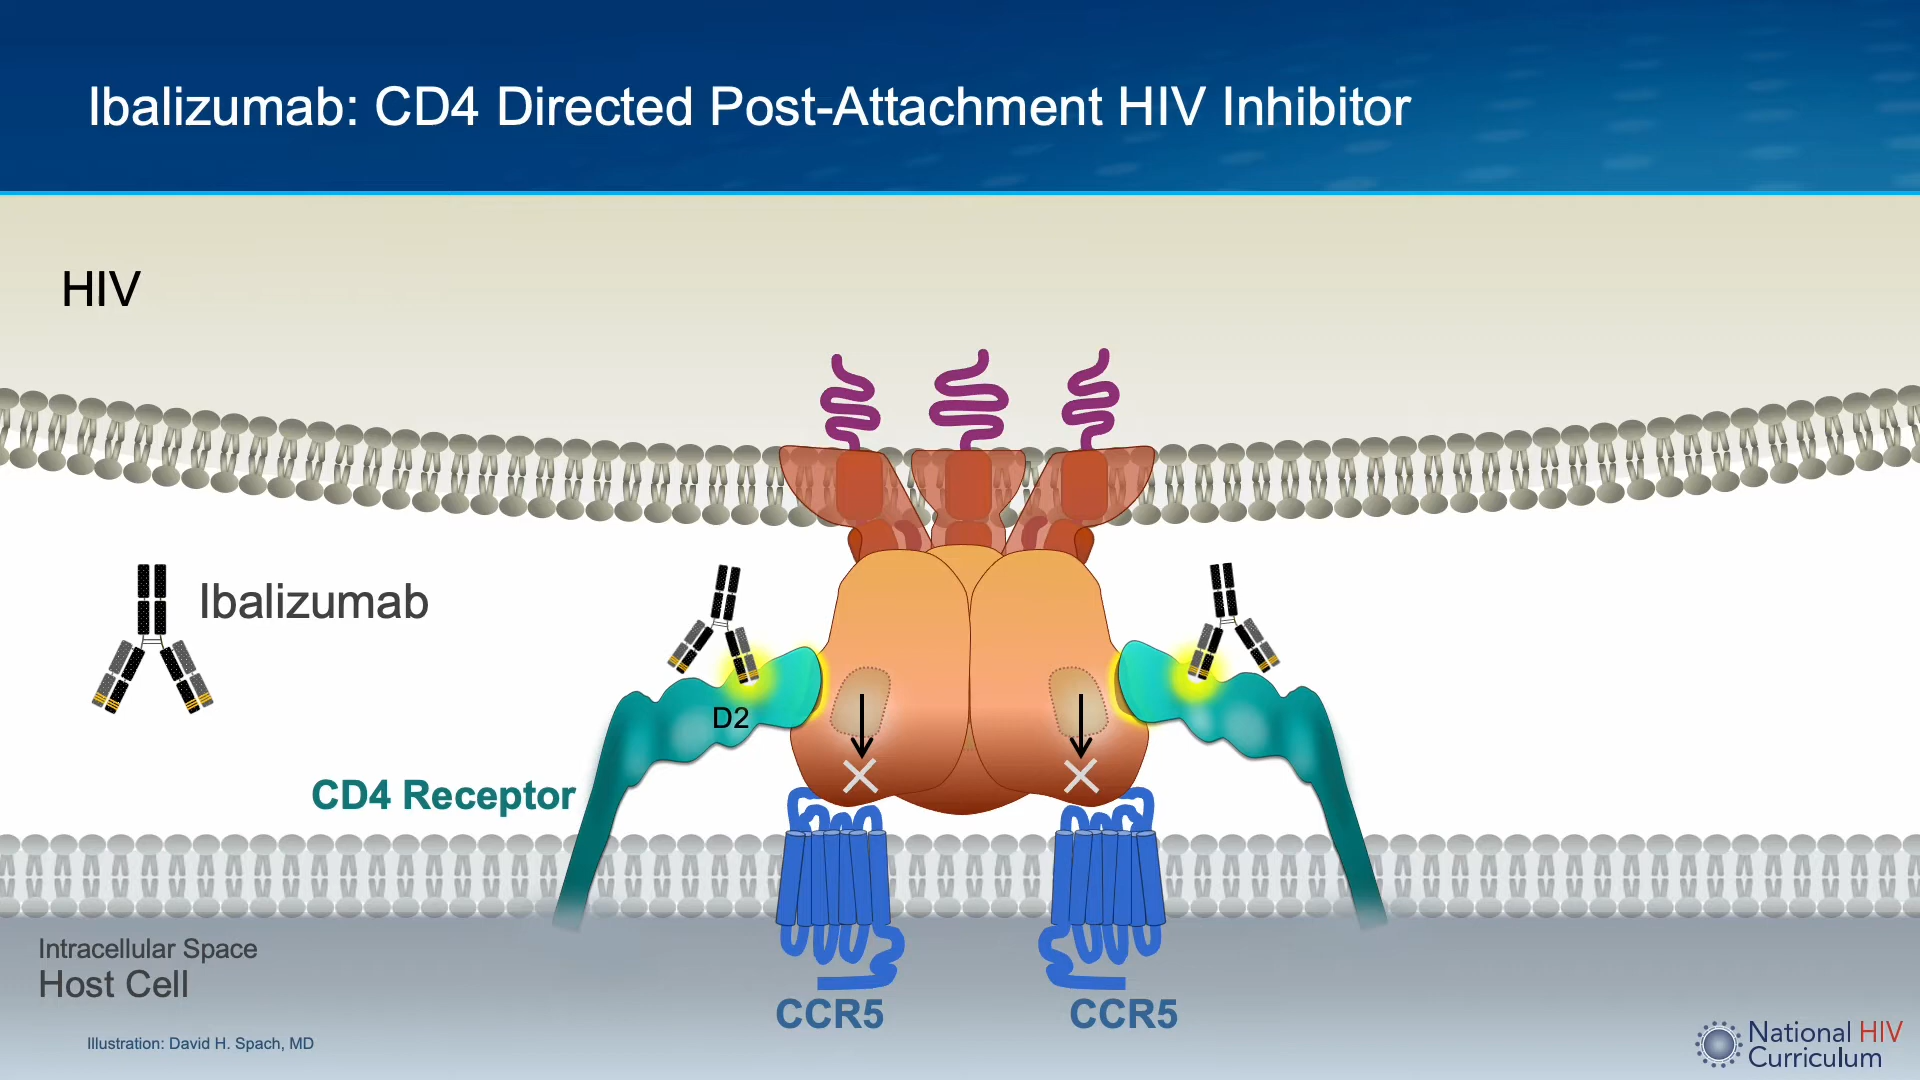 Ibalizumab: CD4 Directed Post-Attachment HIV Inhibitor
HIV
Ibalizumab
D2
CD4 Receptor
Intracellular Space
Host Cell
CCR5
CCR5
Illustration: David H. Spach, MD
National HIV
Curriculum